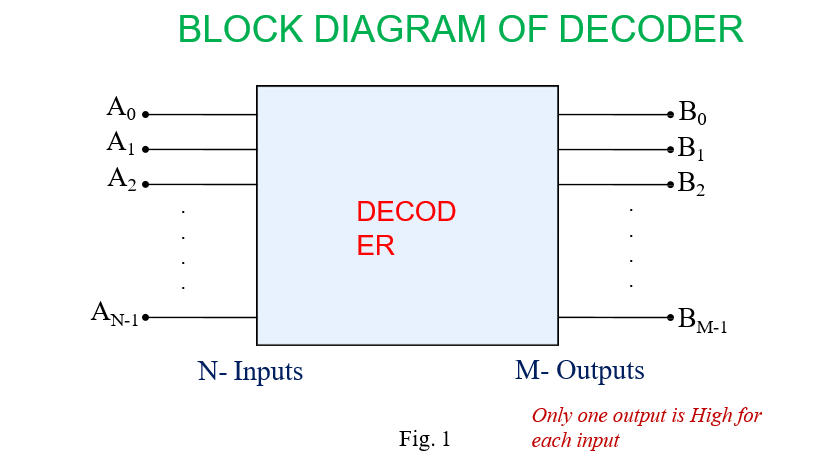 BLOCK DIAGRAM OF DECODER
A0
A1
A2
AN-1
DECOD
ER
B0
B1
B2
BM-1
N- Inputs
M- Outputs
Only one output is High for
each input
Fig. 1